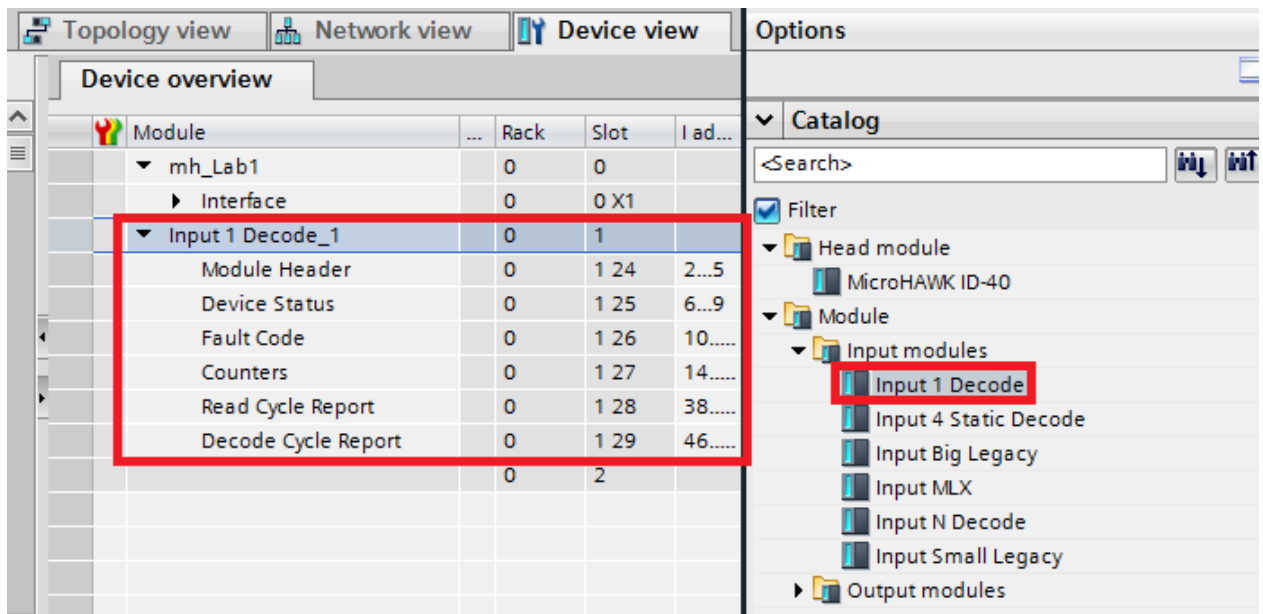 Topology view Network view Device view
Device overview
Module ... Rack Slot I ad...
mh_Lab1 0 0
Interface 0 0 X1
Input 1 Decode_1 0 1
Module Header 0 1 24 2...5
Device Status 0 1 25 6...9
Fault Code 0 1 26 10.....
Counters 0 1 27 14.....
Read Cycle Report 0 1 28 38.....
Decode Cycle Report 0 1 29 46.....
0 2
Options
Catalog
<Search>
Filter
Head module
MicroHAWK ID-40
Module
Input modules
Input 1 Decode
Input 4 Static Decode
Input Big Legacy
Input MLX
Input N Decode
Input Small Legacy
Output modules